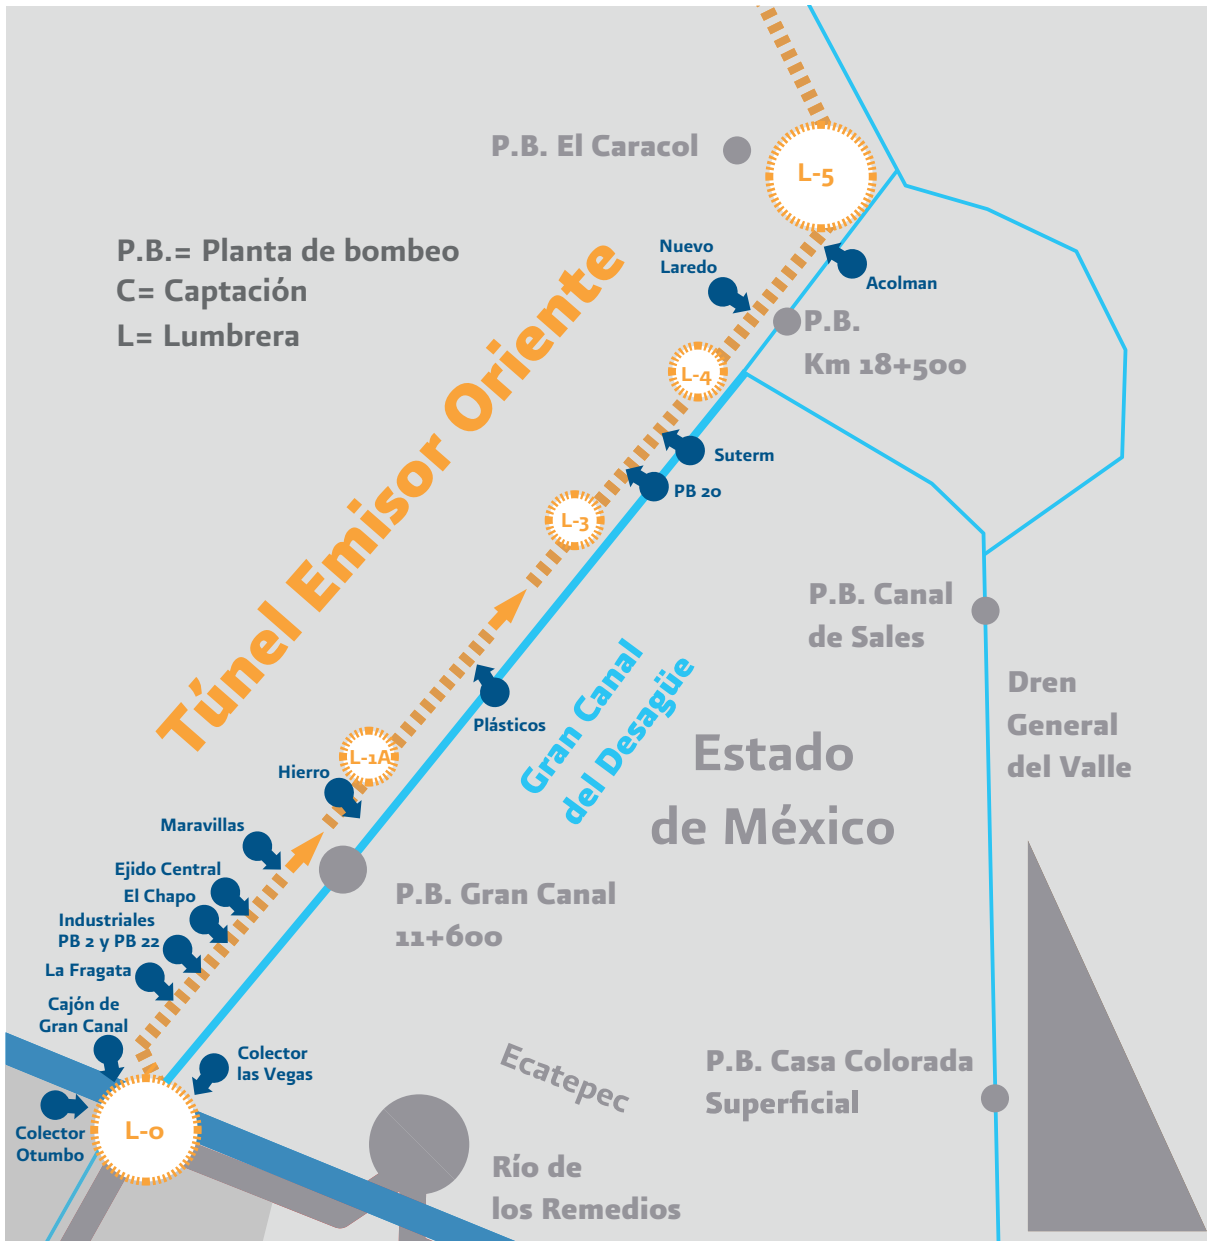 P.B. El Caracol
L-5
P.B.= Planta de bombeo
C= Captación
L= Lumbrera
Nuevo
Laredo
Acolman
Túnel Emisor Oriente
P.B.
Km 18+500
L-4
Suterm
PB 20
L-3
P.B. Canal
de Sales
Dren
General
del Valle
Gran Canal
del Desagüe
Plásticos
Estado
de México
L-1A
Hierro
Maravillas
Ejido Central
El Chapo
Industriales
PB 2 y PB 22
La Fragata
P.B. Gran Canal
11+600
Cajón de
Gran Canal
Colector
las Vegas
Ecatepec
P.B. Casa Colorada
Superficial
L-0
Colector
Otumbo
Río de
los Remedios